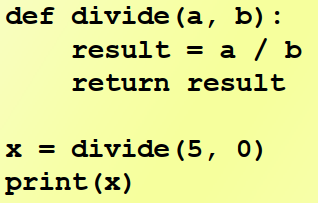 def divide(a, b):
    result = a / b
    return result

x = divide(5, 0)
print(x)